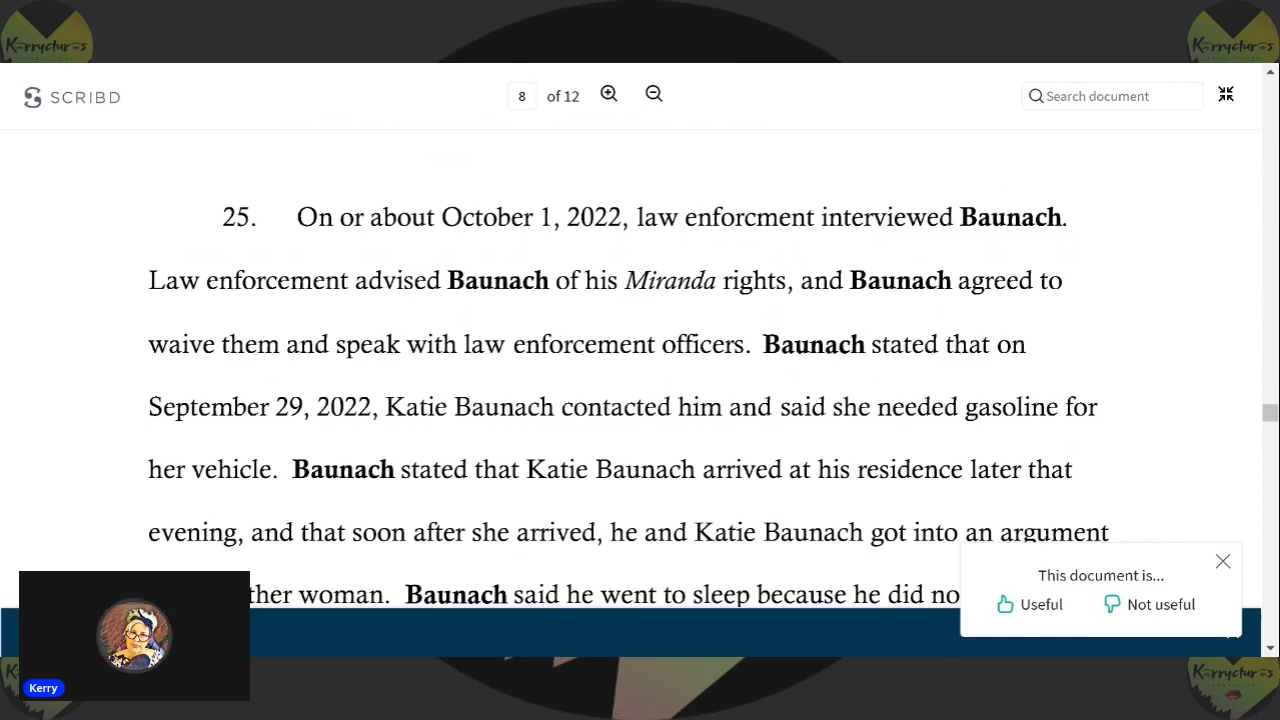 Kerrytures
Kerrytures
SCRIBD
8 of 12
Search document
25. On or about October 1, 2022, law enforcment interviewed Baunach.
Law enforcement advised Baunach of his Miranda rights, and Baunach agreed to
waive them and speak with law enforcement officers. Baunach stated that on
September 29, 2022, Katie Baunach contacted him and said she needed gasoline for
her vehicle. Baunach stated that Katie Baunach arrived at his residence later that
evening, and that soon after she arrived, he and Katie Baunach got into an argument
ther woman. Baunach said he went to sleep because he did no
This document is...
Useful
Not useful
Kerry
Kerrytures